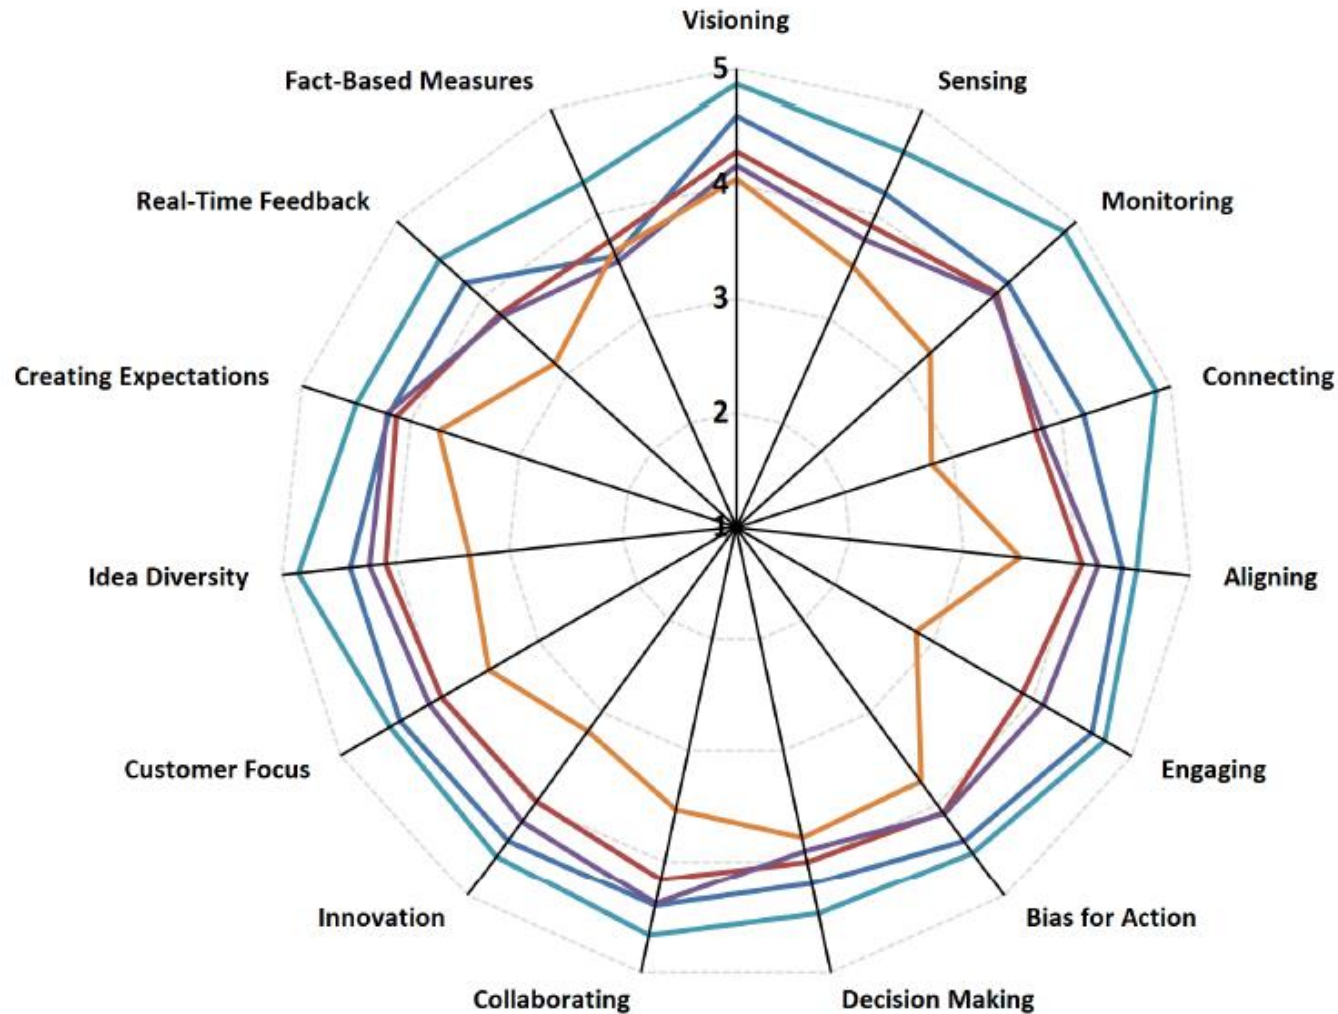 Visioning
5
Fact-Based Measures
Sensing
4
Real-Time Feedback
Monitoring
3
Creating Expectations
Connecting
2
1
Idea Diversity
Aligning
Customer Focus
Engaging
Innovation
Bias for Action
Collaborating
Decision Making